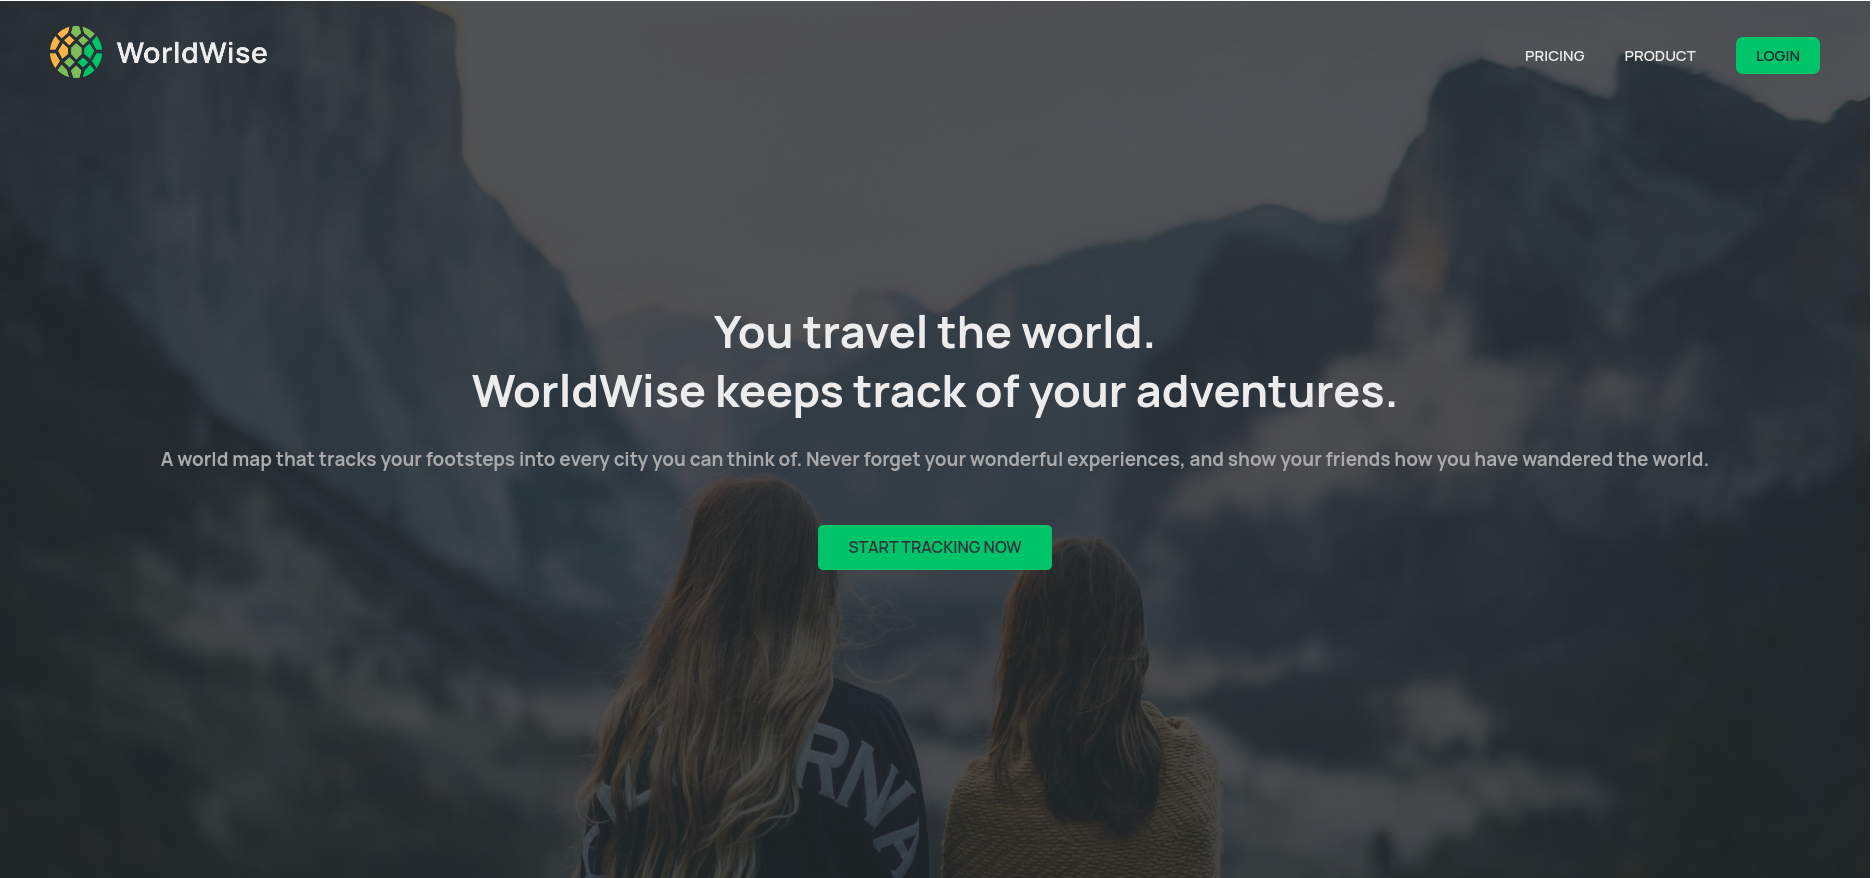 WorldWise
PRICING
PRODUCT
LOGIN
You travel the world.
WorldWise keeps track of your adventures.
A world map that tracks your footsteps into every city you can think of. Never forget your wonderful experiences, and show your friends how you have wandered the world.
START TRACKING NOW
RNA